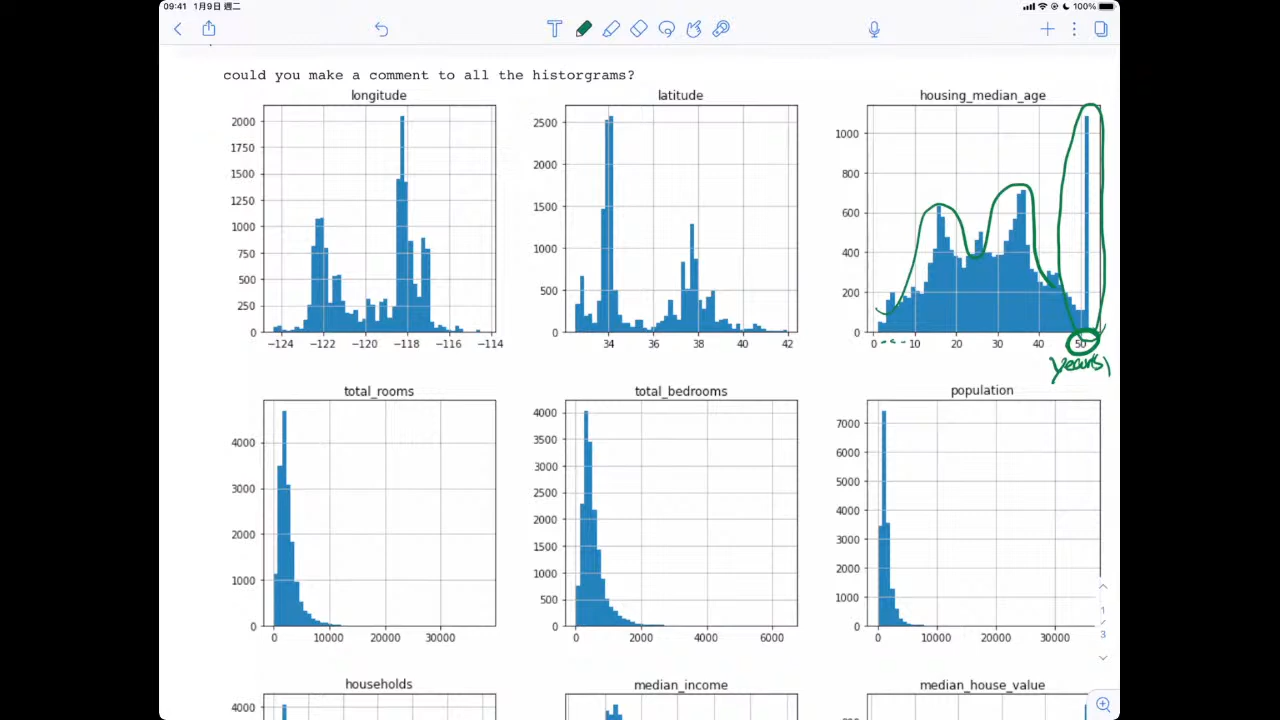 09:41 1月9日 週二
100%
could you make a comment to all the historgrams?
longitude
2000
1750
1500
1250
1000
750
500
250
0
−124 −122 −120 −118 −116 −114
latitude
2500
2000
1500
1000
500
0
34 36 38 40 42
housing_median_age
1000
800
600
400
200
0
0 10 20 30 40 50
(years)
total_rooms
4000
3000
2000
1000
0
0 10000 20000 30000
total_bedrooms
4000
3500
3000
2500
2000
1500
1000
500
0
0 2000 4000 6000
population
7000
6000
5000
4000
3000
2000
1000
0
0 10000 20000 30000
1
3
households
4000
median_income
median_house_value